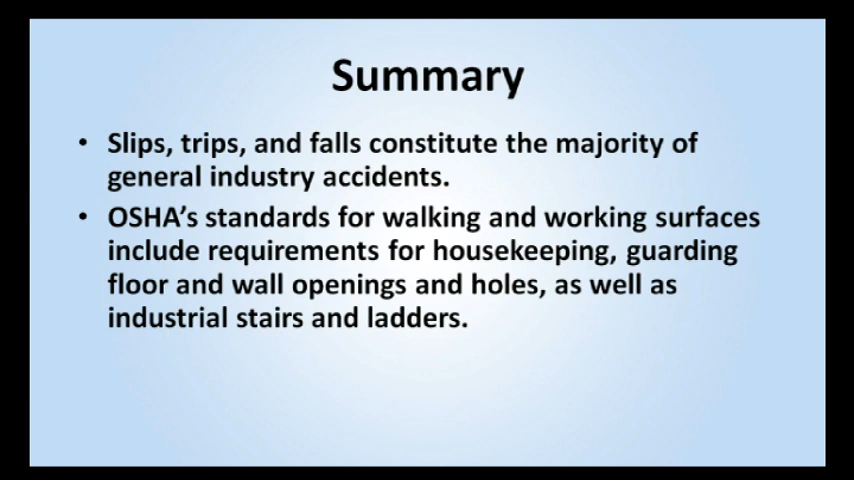 Summary
• Slips, trips, and falls constitute the majority of
general industry accidents.
• OSHA's standards for walking and working surfaces
include requirements for housekeeping, guarding
floor and wall openings and holes, as well as
industrial stairs and ladders.